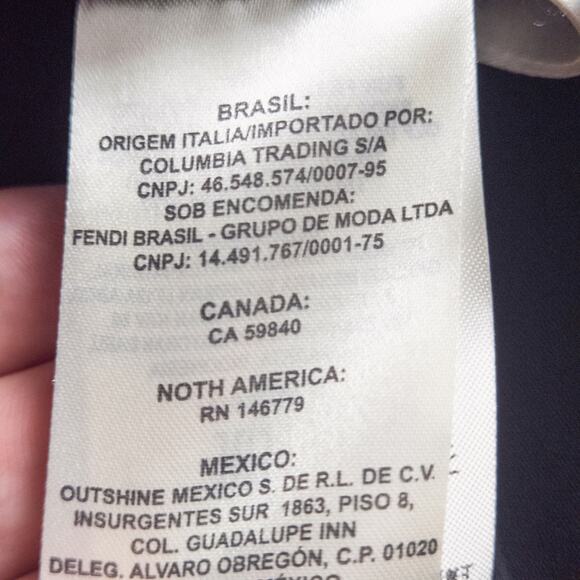 BRASIL:
ORIGEM ITALIA/IMPORTADO POR:
COLUMBIA TRADING S/A
CNPJ: 46.548.574/0007-95
SOB ENCOMENDA:
FENDI BRASIL - GRUPO DE MODA LTDA
CNPJ: 14.491.767/0001-75
CANADA:
CA 59840
NOTH AMERICA:
RN 146779
MEXICO:
OUTSHINE MEXICO S. DE R.L. DE C.V.
INSURGENTES SUR 1863, PISO 8,
COL. GUADALUPE INN
DELEG. ALVARO OBREGÓN, C.P. 01020
MÉXICO